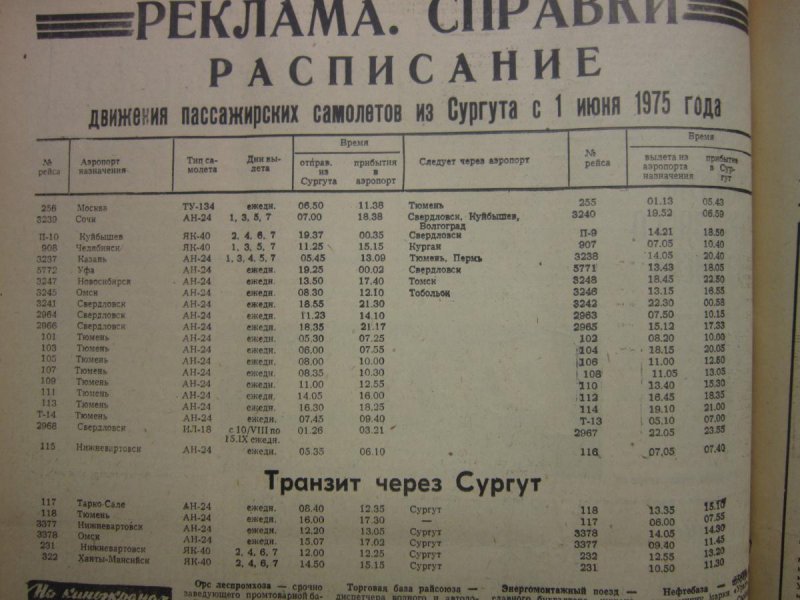 РЕКЛАМА. СПРАВКИ
РАСПИСАНИЕ
движения пассажирских самолетов из Сургута с 1 июня 1975 года
№ рейса Аэропорт назначения Тип самолета Дни вылета Время отправ. из Сургута прибытия в аэропорт Следует через аэропорт № рейса Время вылета из аэропорта назначения прибытия в Сургут
256 Москва ТУ-134 ежедн. 06.50 11.38 Тюмень 255 01.13 05.43
3239 Сочи АН-24 1, 3, 5, 7 07.00 18.38 Свердловск, Куйбышев, 3240 19.52 06.59
Волгоград
П-10 Куйбышев ЯК-40 2, 4, 6, 7 19.37 00.35 Свердловск П-9 14.21 18.50
908 Челябинск ЯК-40 1, 3, 5, 7 11.25 15.15 Курган 907 07.05 10.40
3237 Казань АН-24 1, 3, 4, 5, 7 05.45 13.09 Тюмень, Пермь 3238 14.05 20.40
5772 Уфа АН-24 ежедн. 19.25 00.02 Свердловск 5771 13.43 18.05
3247 Новосибирск АН-24 ежедн. 13.50 17.40 Томск 3248 18.45 22.50
3245 Омск АН-24 ежедн. 08.30 12.10 Тобольск 3246 13.15 16.55
3241 Свердловск АН-24 ежедн. 18.55 21.30 3242 22.30 00.58
2964 Свердловск АН-24 ежедн. 11.23 14.10 2963 07.50 10.15
2966 Свердловск АН-24 ежедн. 18.35 21.17 2965 15.12 17.33
101 Тюмень АН-24 ежедн. 05.30 07.25 102 08.20 10.00
103 Тюмень АН-24 ежедн. 06.00 07.55 104 18.15 20.05
105 Тюмень АН-24 ежедн. 08.00 10.00 106 11.00 12.50
107 Тюмень АН-24 ежедн. 08.35 10.30 108 11.05 13.05
109 Тюмень АН-24 ежедн. 11.00 12.55 110 13.40 15.30
111 Тюмень АН-24 ежедн. 14.05 16.00 112 16.45 18.35
113 Тюмень АН-24 ежедн. 16.30 18.25 114 19.10 21.00
Т-14 Тюмень АН-24 ежедн. 07.45 09.40 Т-13 05.10 07.00
2968 Свердловск ИЛ-18 с 10/VIII по 01.26 03.21 2967 22.05 23.55
15.IX ежедн.
115 Нижневартовск АН-24 ежедн. 05.35 06.10 116 07.05 07.40
Транзит через Сургут
117 Тарко-Сале АН-24 ежедн. 08.40 12.35 Сургут 118 13.35 15.10
118 Тюмень АН-24 ежедн. 16.00 17.30 — 117 06.00 07.55
3377 Нижневартовск АН-24 ежедн. 12.20 13.05 Сургут 3378 14.05 14.30
3378 Омск АН-24 ежедн. 15.07 17.02 Сургут 3377 09.40 11.45
231 Нижневартовск ЯК-40 2, 4, 6, 7 12.00 12.25 Сургут 232 12.55 13.20
322 Ханты-Мансийск ЯК-40 2, 4, 6, 7 14.50 15.15 Сургут 231 10.50 11.30
На киноэкранах
Орс леспромхоза — срочно Торговая база райсоюза — Энергомонтажный поезд — Нефтебаза —
заведующего промтоварной ба-